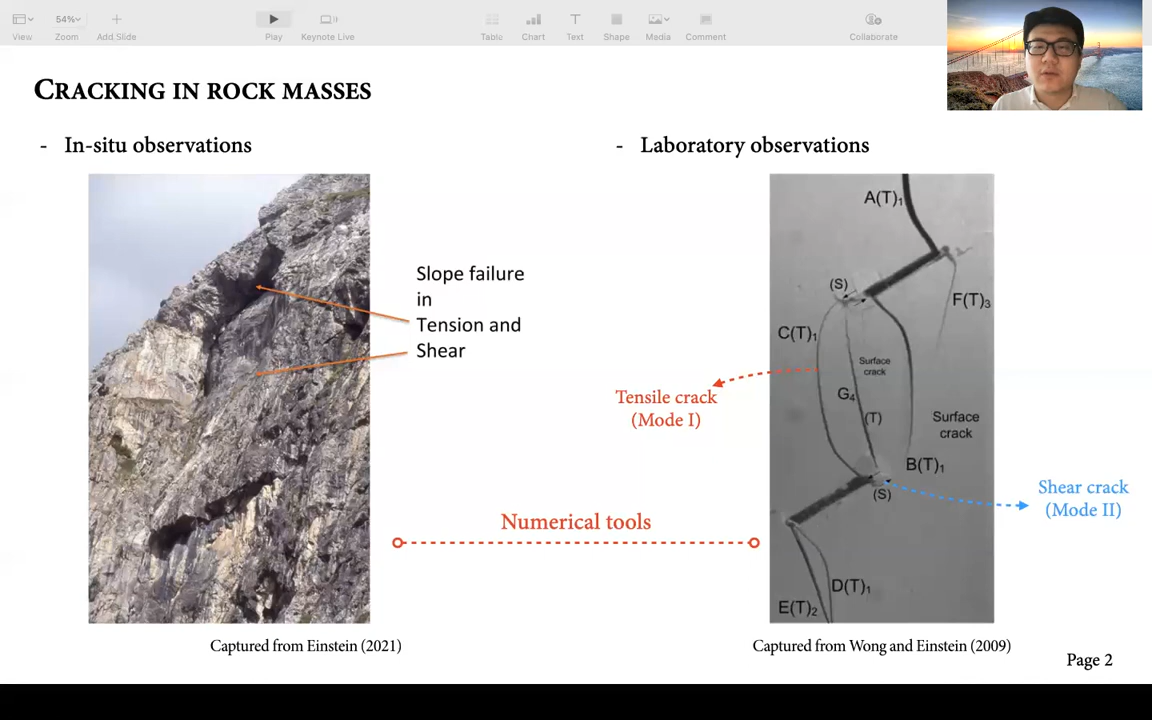 54%
View
Zoom
Add Slide
Play
Keynote Live
Table
Chart
Text
Shape
Media
Comment
Collaborate
CRACKING IN ROCK MASSES
- In-situ observations
- Laboratory observations
Slope failure
in
Tension and
Shear
A(T)1
(S)
F(T)3
C(T)1
Surface
crack
G4
(T)
Surface
crack
B(T)1
(S)
D(T)1
E(T)2
Tensile crack
(Mode I)
Shear crack
(Mode II)
Numerical tools
Captured from Einstein (2021)
Captured from Wong and Einstein (2009)
Page 2